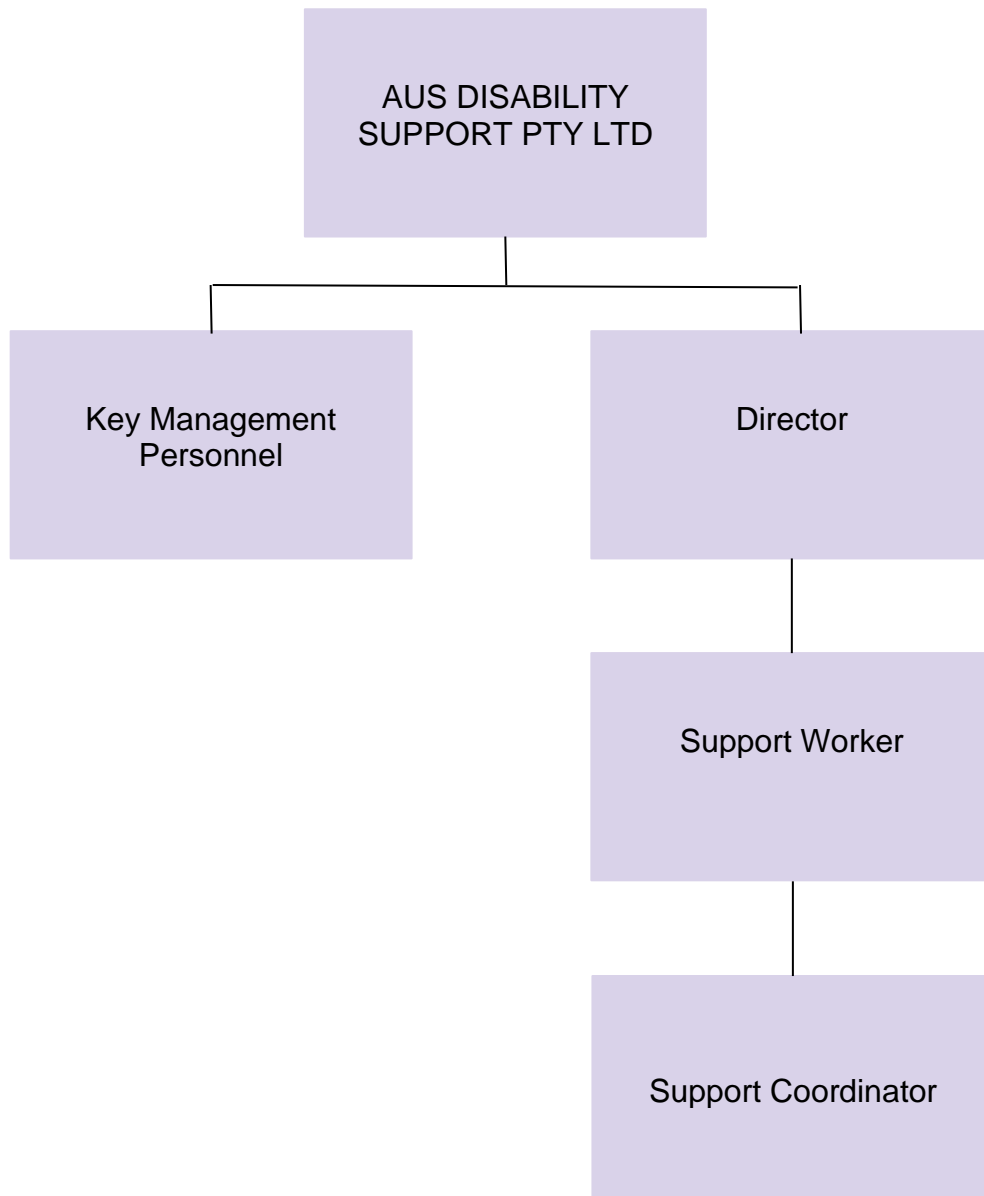 AUS DISABILITY
SUPPORT PTY LTD
Key Management
Personnel
Director
Support Worker
Support Coordinator